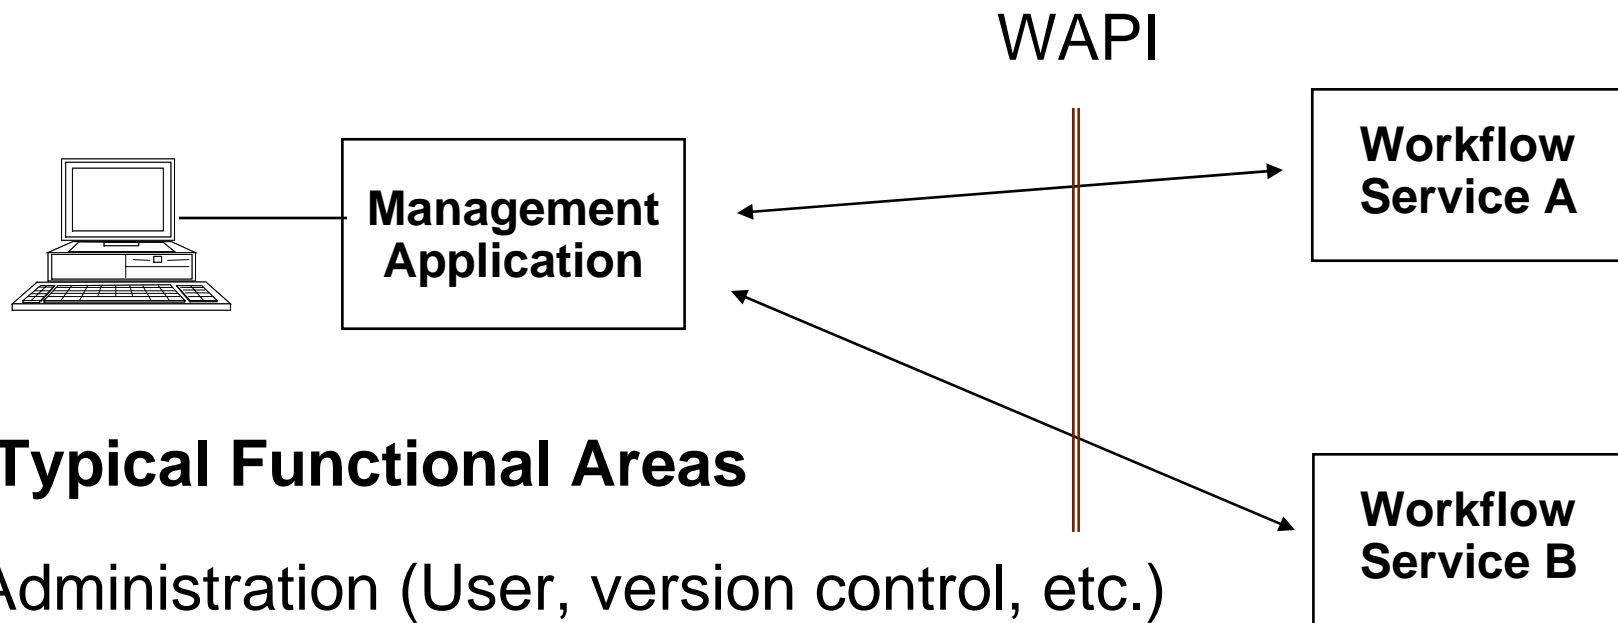 WAPI
Workflow
Service A
Management
Application
Typical Functional Areas
Workflow
Service B
Administration (User, version control, etc.)